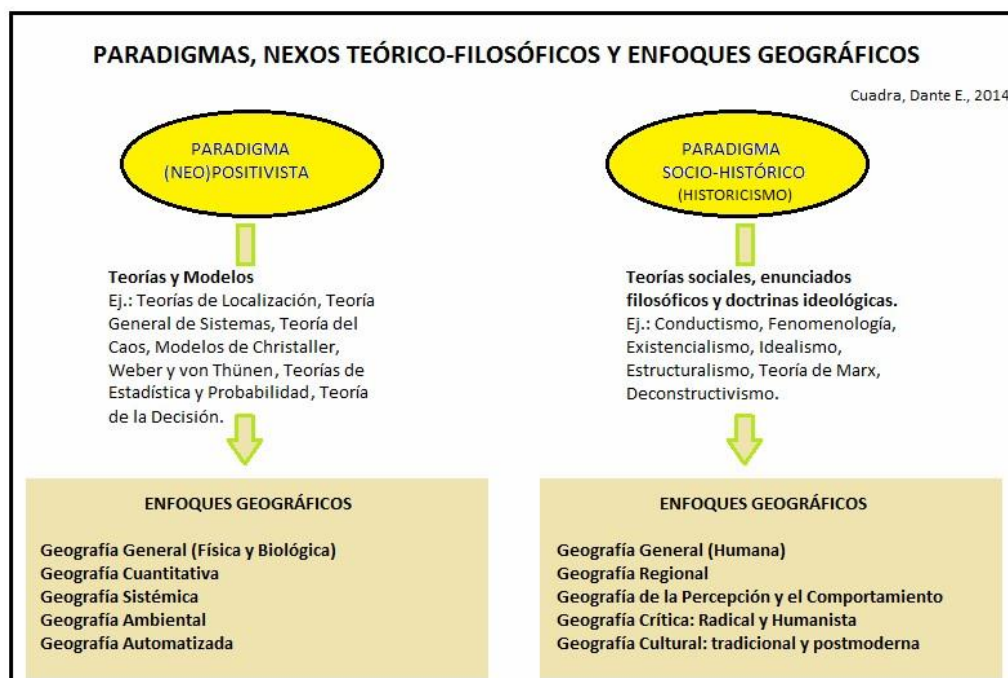 PARADIGMAS, NEXOS TEÓRICO-FILOSÓFICOS Y ENFOQUES GEOGRÁFICOS
Cuadra, Dante E., 2014
PARADIGMA
(NEO)POSITIVISTA
Teorías y Modelos
Ej.: Teorías de Localización, Teoría
General de Sistemas, Teoría del
Caos, Modelos de Christaller,
Weber y von Thünen, Teorías de
Estadística y Probabilidad, Teoría
de la Decisión.
ENFOQUES GEOGRÁFICOS
Geografía General (Física y Biológica)
Geografía Cuantitativa
Geografía Sistémica
Geografía Ambiental
Geografía Automatizada
PARADIGMA
SOCIO-HISTÓRICO
(HISTORICISMO)
Teorías sociales, enunciados
filosóficos y doctrinas ideológicas.
Ej.: Conductismo, Fenomenología,
Existencialismo, Idealismo,
Estructuralismo, Teoría de Marx,
Deconstructivismo.
ENFOQUES GEOGRÁFICOS
Geografía General (Humana)
Geografía Regional
Geografía de la Percepción y el Comportamiento
Geografía Crítica: Radical y Humanista
Geografía Cultural: tradicional y postmoderna